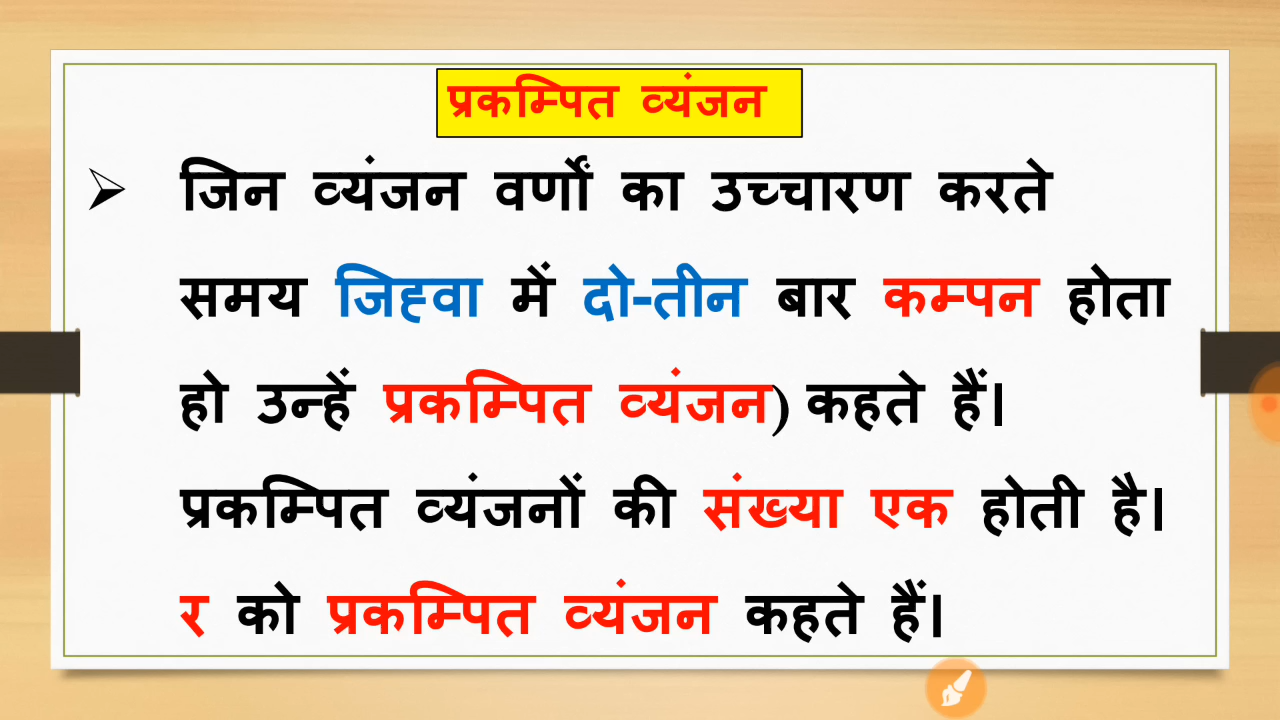 प्रकम्पित व्यंजन
जिन व्यंजन वर्णों का उच्चारण करते
समय जिह्वा में दो-तीन बार कम्पन होता
हो उन्हें प्रकम्पित व्यंजन) कहते हैं।
प्रकम्पित व्यंजनों की संख्या एक होती है।
र को प्रकम्पित व्यंजन कहते हैं।